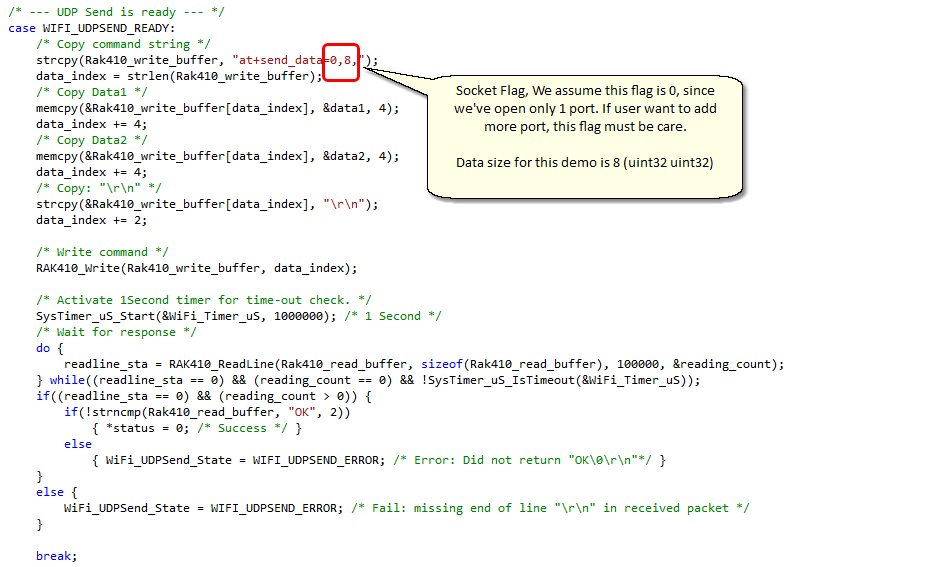 /* --- UDP Send is ready --- */
case WIFI_UDPSEND_READY:
/* Copy command string */
strcpy(Rak410_write_buffer, "at+send_data=0,8,");
data_index = strlen(Rak410_write_buffer);
/* Copy Data1 */
memcpy(&Rak410_write_buffer[data_index], &data1, 4);
data_index += 4;
/* Copy Data2 */
memcpy(&Rak410_write_buffer[data_index], &data2, 4);
data_index += 4;
/* Copy: "\r\n" */
strcpy(&Rak410_write_buffer[data_index], "\r\n");
data_index += 2;
/* Write command */
RAK410_Write(Rak410_write_buffer, data_index);
/* Activate 1Second timer for time-out check. */
SysTimer_uS_Start(&WiFi_Timer_uS, 1000000); /* 1 Second */
/* Wait for response */
do {
readline_sta = RAK410_ReadLine(Rak410_read_buffer, sizeof(Rak410_read_buffer), 100000, &reading_count);
} while((readline_sta == 0) && (reading_count == 0) && !SysTimer_uS_IsTimeout(&WiFi_Timer_uS));
if((readline_sta == 0) && (reading_count > 0)) {
if(!strncmp(Rak410_read_buffer, "OK", 2))
{ *status = 0; /* Success */ }
else
{ WiFi_UDPSend_State = WIFI_UDPSEND_ERROR; /* Error: Did not return "OK\0\r\n"*/ }
}
else {
WiFi_UDPSend_State = WIFI_UDPSEND_ERROR; /* Fail: missing end of line "\r\n" in received packet */
}
break;
Socket Flag, We assume this flag is 0, since
we've open only 1 port. If user want to add
more port, this flag must be care.
Data size for this demo is 8 (uint32 uint32)